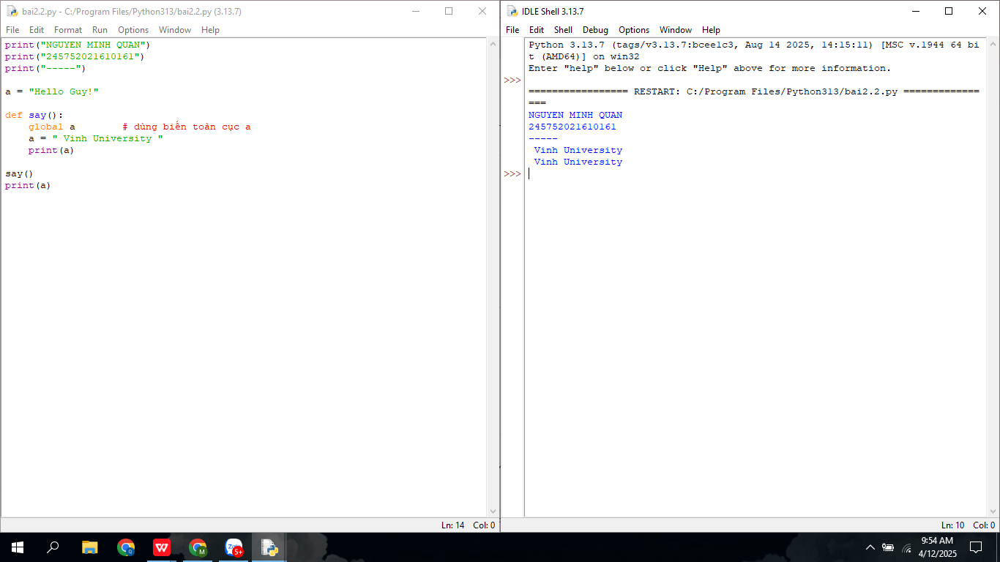 bai2.2.py - C:/Program Files/Python313/bai2.2.py (3.13.7)
File Edit Format Run Options Window Help
print("NGUYEN MINH QUAN")
print("245752021610161")
print("-----")
a = "Hello Guy!"
def say():
    global a        # dùng biến toàn cục a
    a = " Vinh University "
    print(a)
say()
print(a)
Ln: 14 Col: 0
IDLE Shell 3.13.7
File Edit Shell Debug Options Window Help
Python 3.13.7 (tags/v3.13.7:bcee1c3, Aug 14 2025, 14:15:11) [MSC v.1944 64 bi
t (AMD64)] on win32
Enter "help" below or click "Help" above for more information.
>>>
================= RESTART: C:/Program Files/Python313/bai2.2.py =============
===
NGUYEN MINH QUAN
245752021610161
-----
 Vinh University
 Vinh University
>>>
Ln: 10 Col: 0
W
Q
M
5+
9:54 AM
4/12/2025